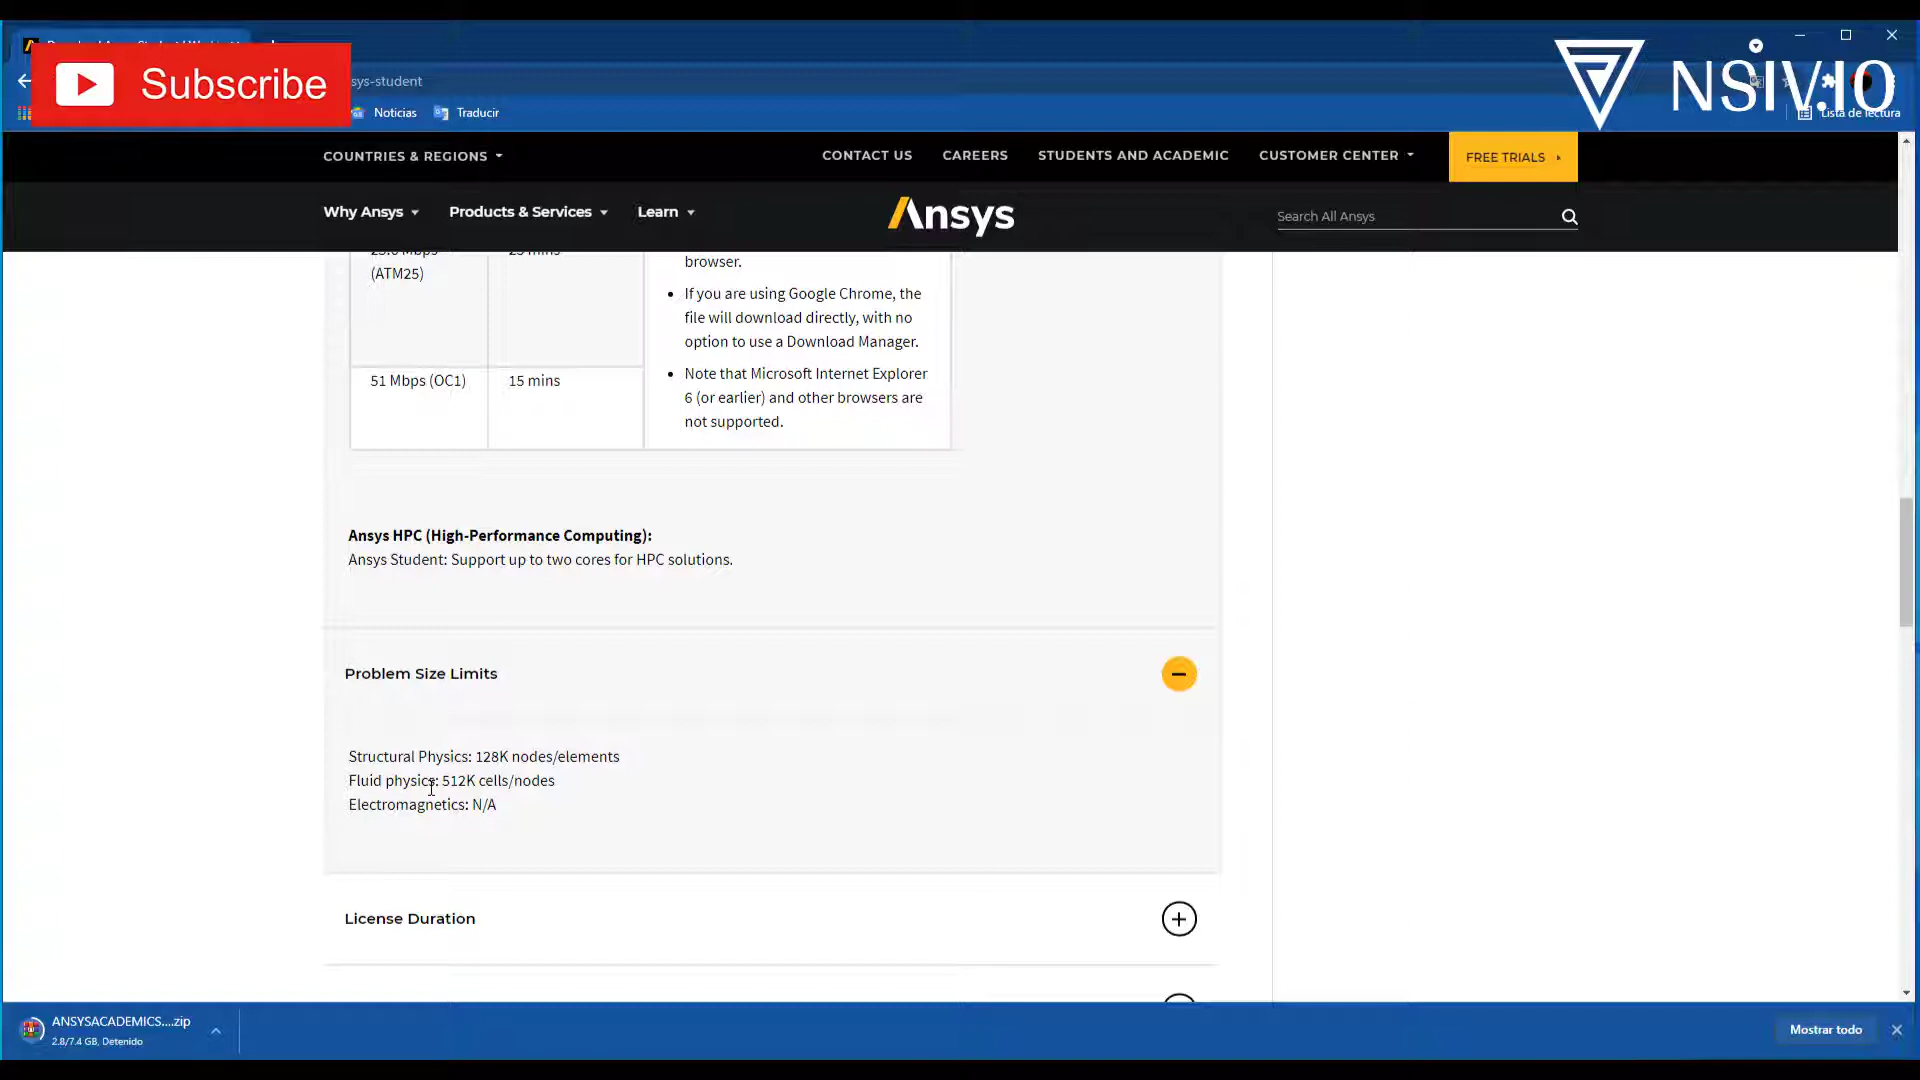 Subscribe
NSIV.IO
sys-student
Noticias
Traducir
Lista de lectura
COUNTRIES & REGIONS
CONTACT US
CAREERS
STUDENTS AND ACADEMIC
CUSTOMER CENTER
FREE TRIALS
Why Ansys
Products & Services
Learn
Ansys
Search All Ansys
(ATM25)
browser.
If you are using Google Chrome, the
file will download directly, with no
option to use a Download Manager.
51 Mbps (OC1)
15 mins
Note that Microsoft Internet Explorer
6 (or earlier) and other browsers are
not supported.
Ansys HPC (High-Performance Computing):
Ansys Student: Support up to two cores for HPC solutions.
Problem Size Limits
Structural Physics: 128K nodes/elements
Fluid physics: 512K cells/nodes
Electromagnetics: N/A
License Duration
ANSYSACADEMICS....zip
2.8/7.4 GB, Detenido
Mostrar todo